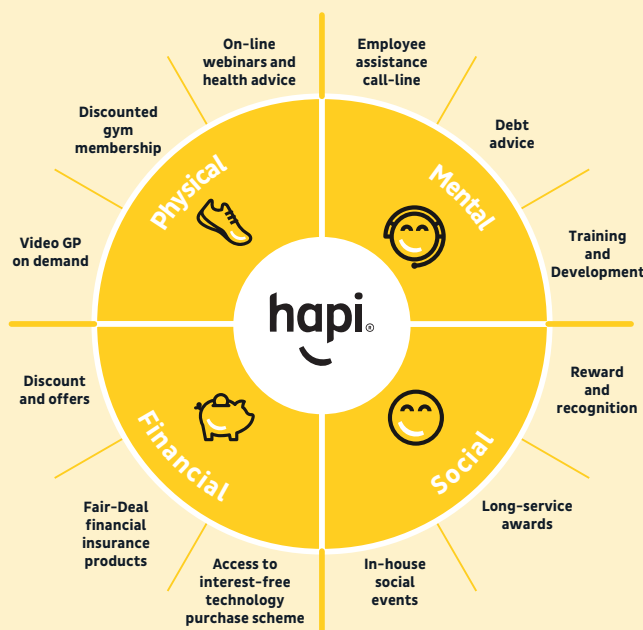 On-line
webinars and
health advice
Employee
assistance
call-line
Discounted
gym
membership
Debt
advice
Physical
Mental
Video GP
on demand
Training
and
Development
hapi®
Discount
and offers
Reward
and
recognition
Financial
Social
Fair-Deal
financial
insurance
products
Long-service
awards
Access to
interest-free
technology
purchase scheme
In-house
social
events